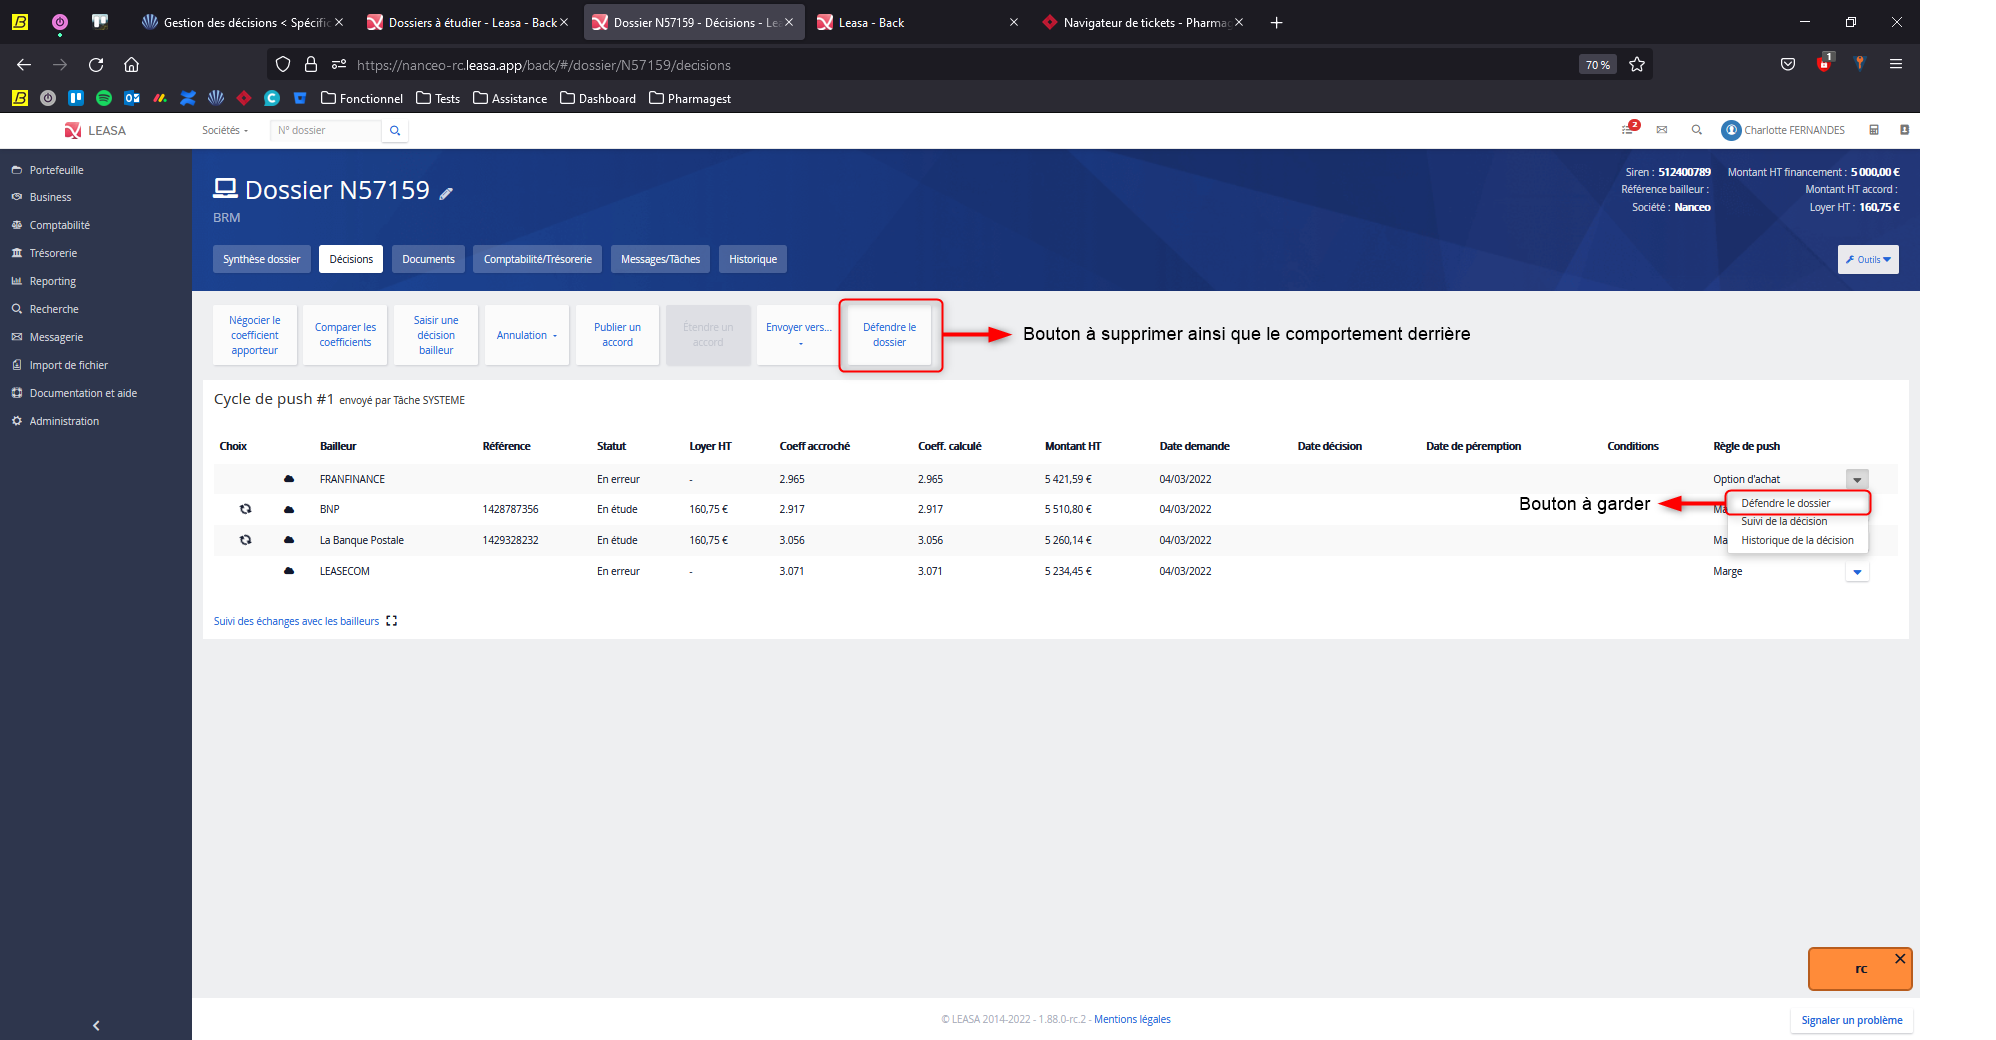 Gestion des décisions < Spécific
Dossiers à étudier - Leasa - Back
Dossier N57159 - Décisions - Lea
Leasa - Back
Navigateur de tickets - Pharmag
https://nanceo-rc.leasa.app/back/#/dossier/N57159/decisions
70 %
1
Fonctionnel
Tests
Assistance
Dashboard
Pharmagest
LEASA
Sociétés
N° dossier
2
Charlotte FERNANDES
Portefeuille
Business
Comptabilité
Trésorerie
Reporting
Recherche
Messagerie
Import de fichier
Documentation et aide
Administration
Dossier N57159
BRM
Siren : 512400789
Référence bailleur :
Société : Nanceo
Montant HT financement : 5 000,00 €
Montant HT accord :
Loyer HT : 160,75 €
Synthèse dossier
Décisions
Documents
Comptabilité/Trésorerie
Messages/Tâches
Historique
Outils
Négocier le
coefficient
apporteur
Comparer les
coefficients
Saisir une
décision
bailleur
Annulation
Publier un
accord
Étendre un
accord
Envoyer vers...
Défendre le
dossier
Bouton à supprimer ainsi que le comportement derrière
Cycle de push #1 envoyé par Tâche SYSTEME
Choix Bailleur Référence Statut Loyer HT Coeff accroché Coeff. calculé Montant HT Date demande Date décision Date de péremption Conditions Règle de push
FRANFINANCE En erreur - 2.965 2.965 5 421,59 € 04/03/2022 Option d'achat
BNP 1428787356 En étude 160,75 € 2.917 2.917 5 510,80 € 04/03/2022 Ma
La Banque Postale 1429328232 En étude 160,75 € 3.056 3.056 5 260,14 € 04/03/2022 Ma
LEASECOM En erreur - 3.071 3.071 5 234,45 € 04/03/2022 Marge
Bouton à garder
Défendre le dossier
Suivi de la décision
Historique de la décision
Suivi des échanges avec les bailleurs
rc
© LEASA 2014-2022 - 1.88.0-rc.2 - Mentions légales
Signaler un problème